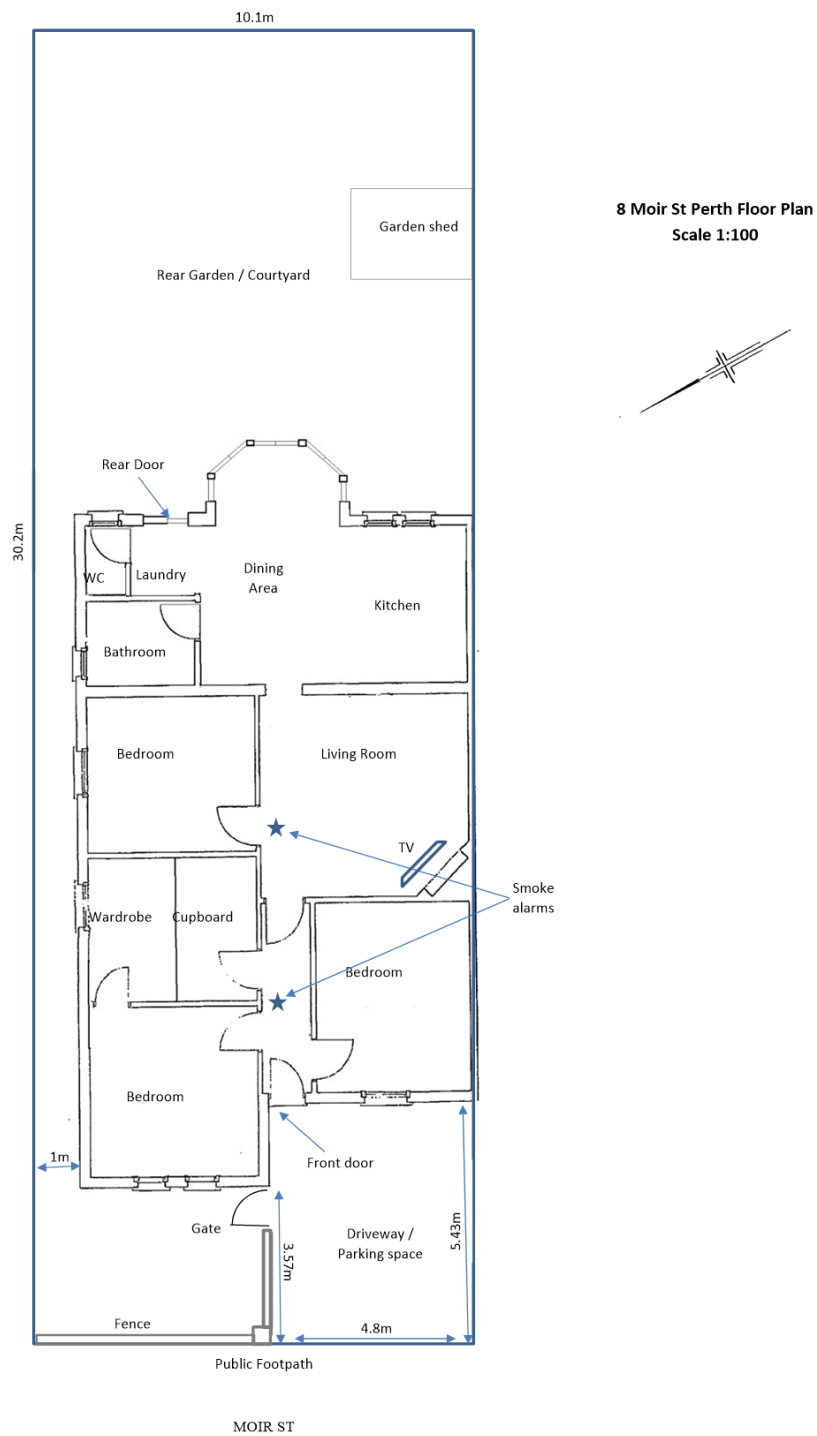 10.1m
8 Moir St Perth Floor Plan
Scale 1:100
Garden shed
Rear Garden / Courtyard
Rear Door
30.2m
WC
Laundry
Dining
Area
Kitchen
Bathroom
Bedroom
Living Room
TV
Smoke
alarms
Wardrobe
Cupboard
Bedroom
Bedroom
1m
Front door
Gate
Driveway /
Parking space
3.57m
5.43m
Fence
4.8m
Public Footpath
MOIR ST